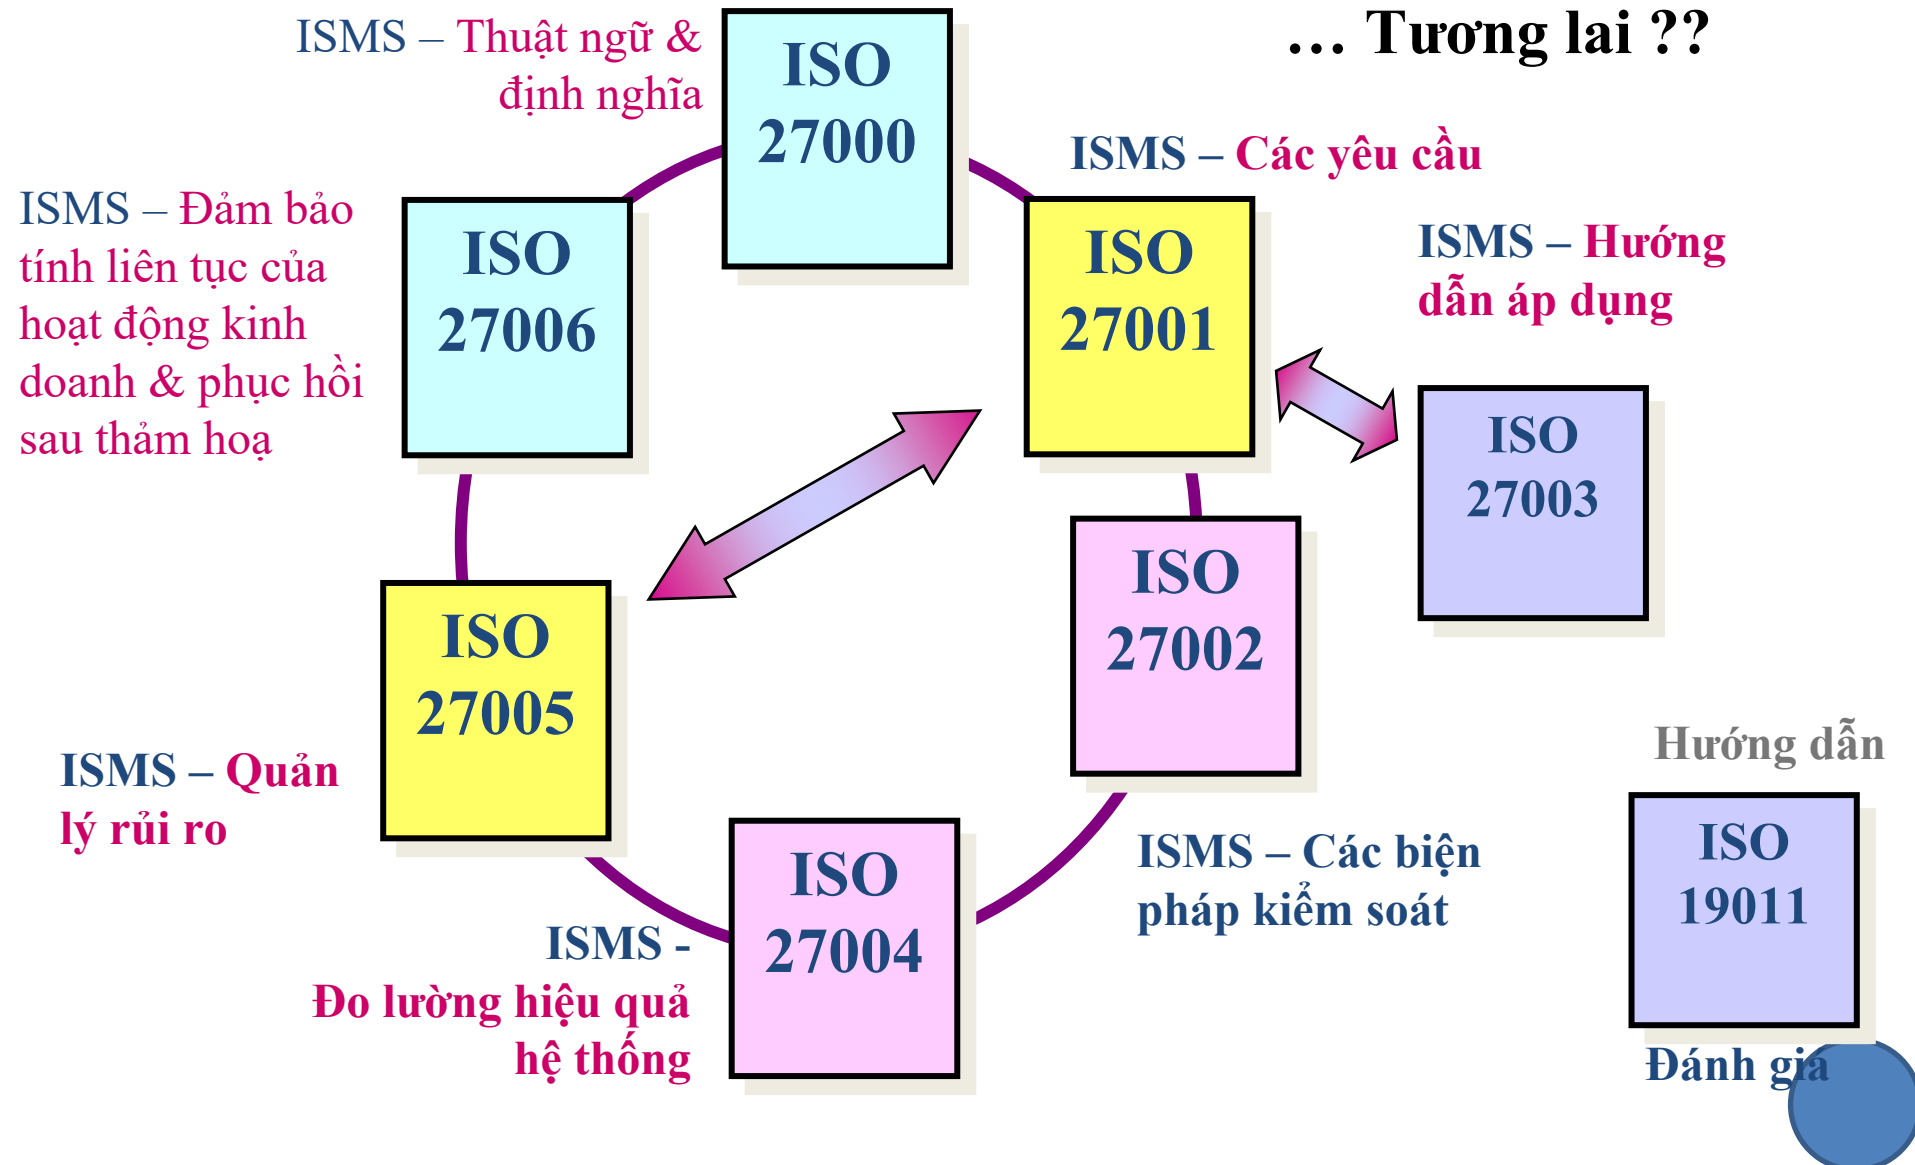 ISMS – Thuật ngữ &
định nghĩa
ISO
27000
… Tương lai ??
ISMS – Các yêu cầu
ISMS – Đảm bảo
tính liên tục của
hoạt động kinh
doanh & phục hồi
sau thảm hoạ
ISO
27006
ISO
27001
ISMS – Hướng
dẫn áp dụng
ISO
27003
ISO
27005
ISO
27002
ISMS – Quản
lý rủi ro
Hướng dẫn
ISO
19011
Đánh giá
ISMS – Các biện
pháp kiểm soát
ISO
27004
ISMS -
Đo lường hiệu quả
hệ thống